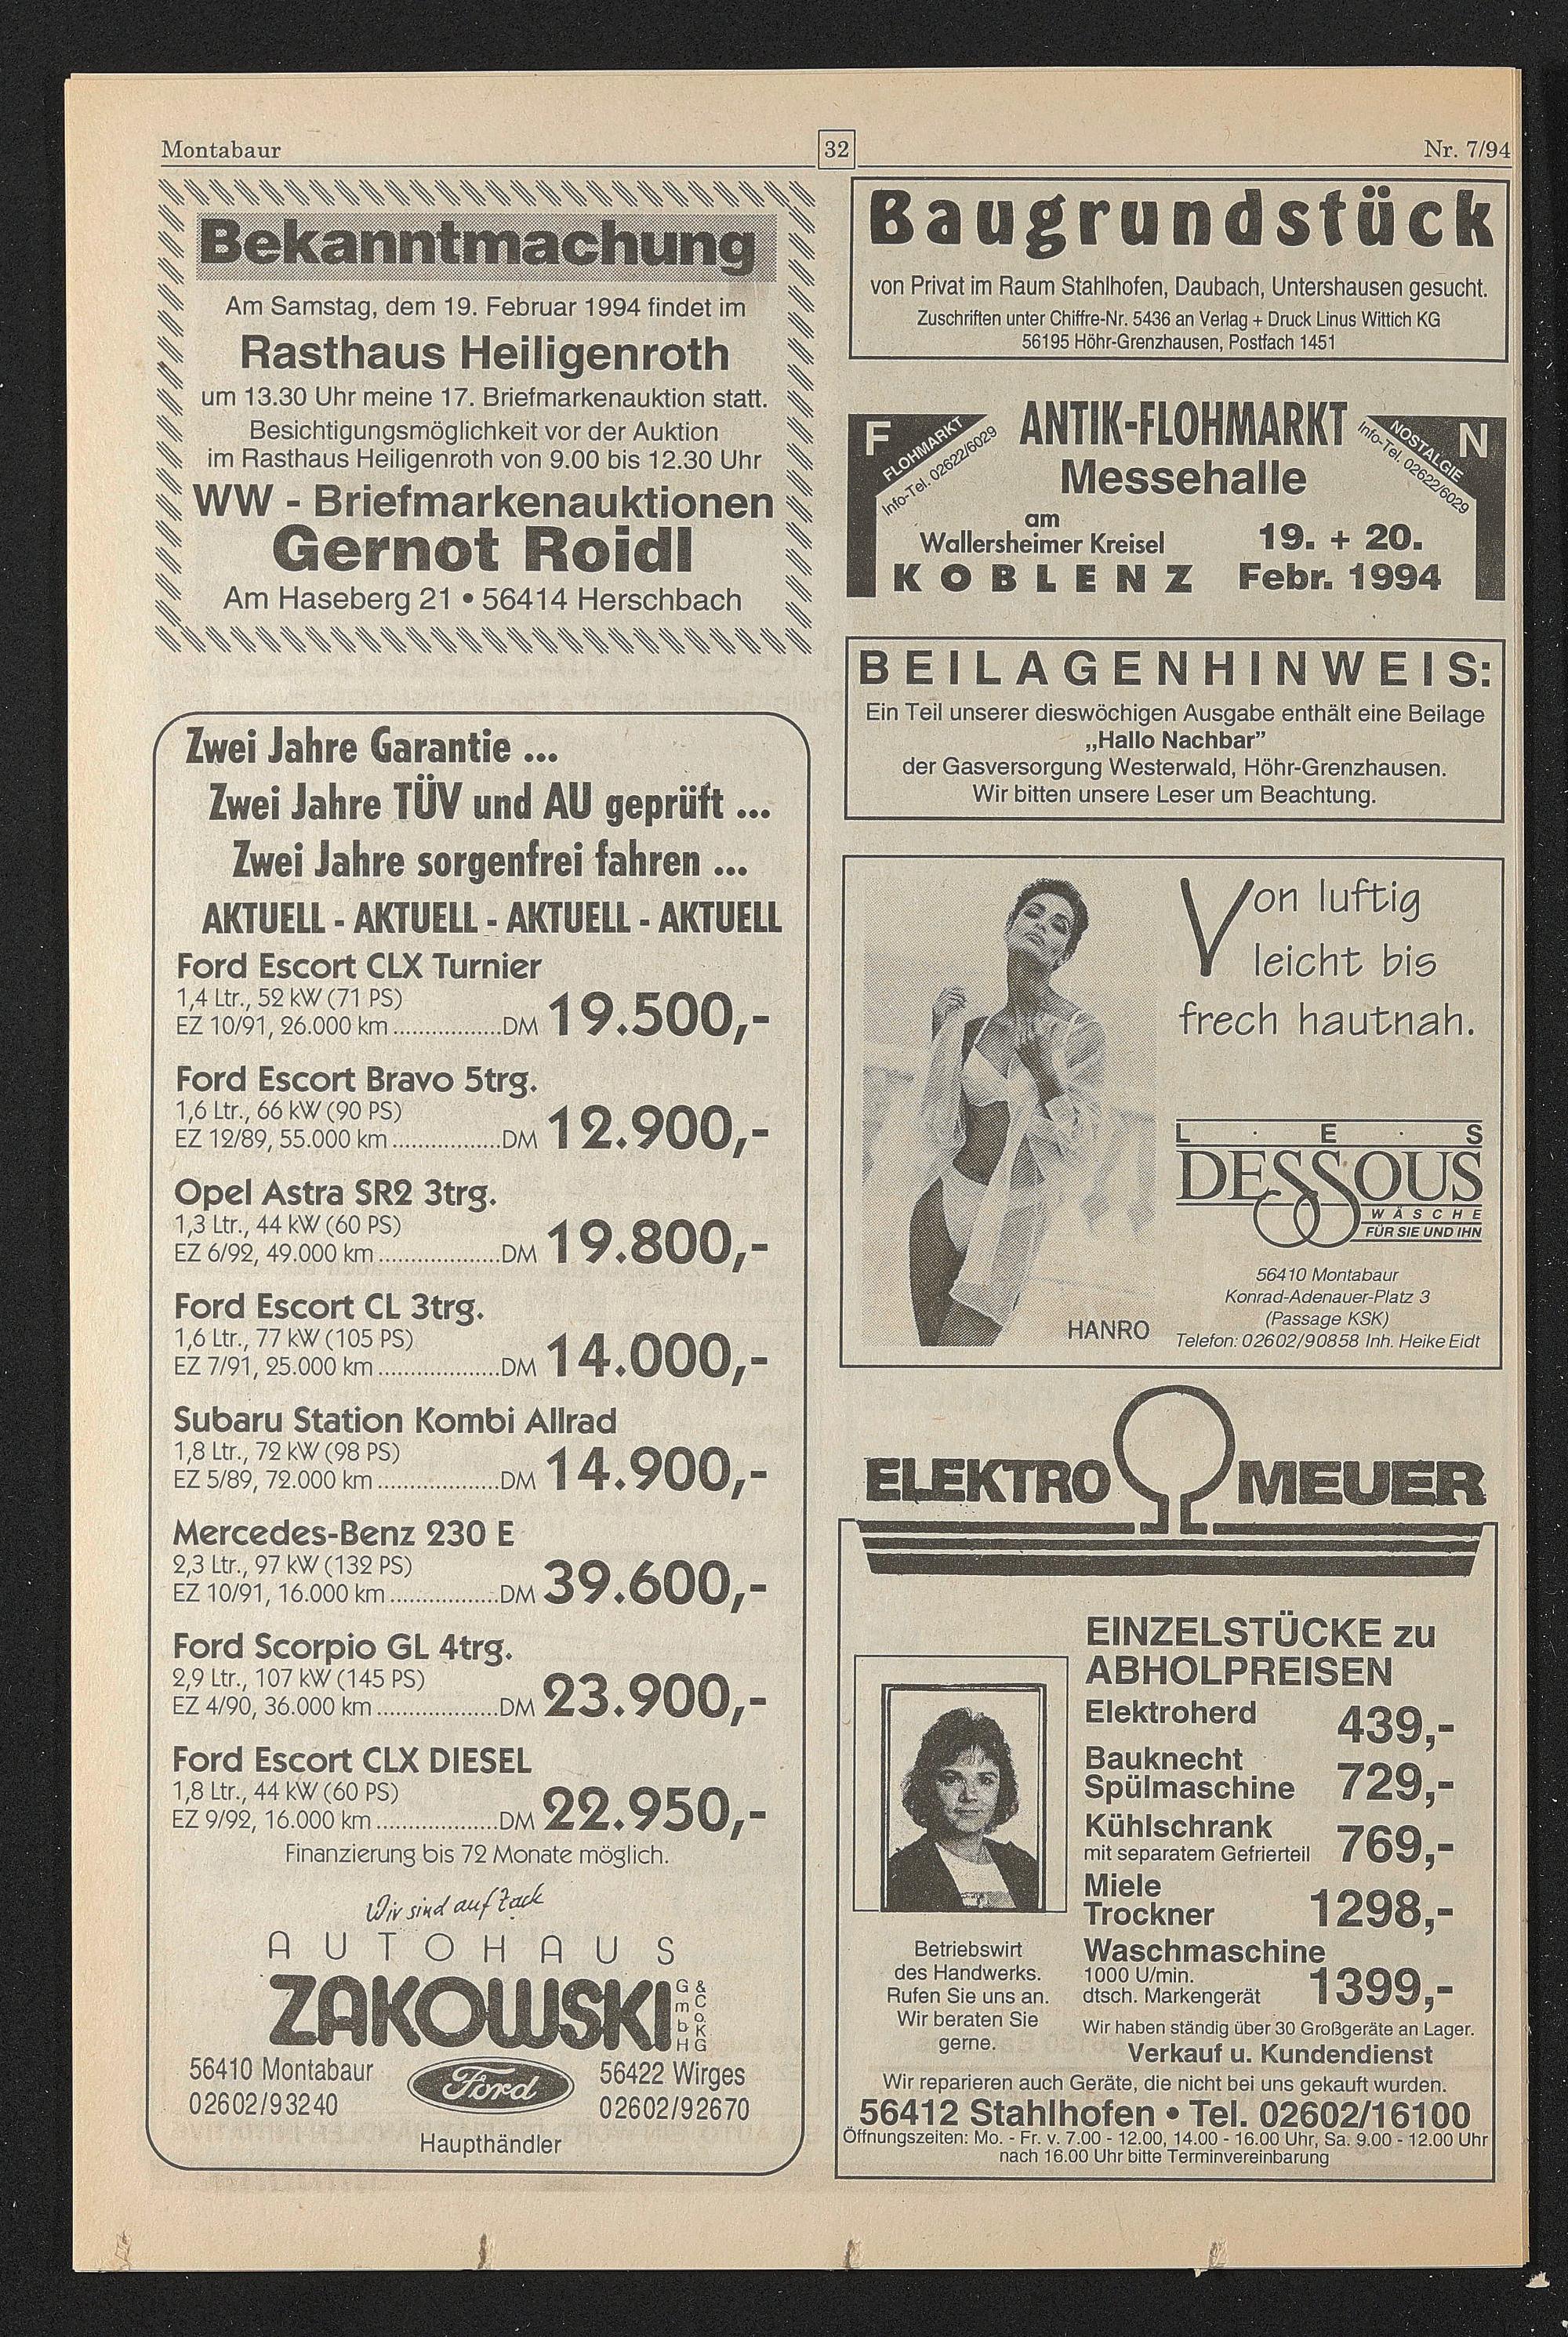 Montabaur
32
Nr. 7/94
Bekanntmachung
Am Samstag, dem 19. Februar 1994 findet im
Rasthaus Heiligenroth
um 13.30 Uhr meine 17. Briefmarkenauktion statt.
Besichtigungsmöglichkeit vor der Auktion
im Rasthaus Heiligenroth von 9.00 bis 12.30 Uhr
WW - Briefmarkenauktionen
Gernot Roidl
Am Haseberg 21 • 56414 Herschbach
Zwei Jahre Garantie ...
Zwei Jahre TÜV und AU geprüft ...
Zwei Jahre sorgenfrei fahren ...
AKTUELL - AKTUELL - AKTUELL - AKTUELL
Ford Escort CLX Turnier
1,4 Ltr., 52 kW (71 PS)
EZ 10/91, 26.000 km .................DM 19.500,-
Ford Escort Bravo 5trg.
1,6 Ltr., 66 kW (90 PS)
EZ 12/89, 55.000 km .................DM 12.900,-
Opel Astra SR2 3trg.
1,3 Ltr., 44 kW (60 PS)
EZ 6/92, 49.000 km ...................DM 19.800,-
Ford Escort CL 3trg.
1,6 Ltr., 77 kW (105 PS)
EZ 7/91, 25.000 km ...................DM 14.000,-
Subaru Station Kombi Allrad
1,8 Ltr., 72 kW (98 PS)
EZ 5/89, 72.000 km ...................DM 14.900,-
Mercedes-Benz 230 E
2,3 Ltr., 97 kW (132 PS)
EZ 10/91, 16.000 km .................DM 39.600,-
Ford Scorpio GL 4trg.
2,9 Ltr., 107 kW (145 PS)
EZ 4/90, 36.000 km ...................DM 23.900,-
Ford Escort CLX DIESEL
1,8 Ltr., 44 kW (60 PS)
EZ 9/92, 16.000 km ...................DM 22.950,-
Finanzierung bis 72 Monate möglich.
Wir sind auf Zack
AUTOHAUS
ZAKOWSKI GmbH & CO. KG
56410 Montabaur
02602/93240
Ford
56422 Wirges
02602/92670
Haupthändler
Baugrundstück
von Privat im Raum Stahlhofen, Daubach, Untershausen gesucht.
Zuschriften unter Chiffre-Nr. 5436 an Verlag + Druck Linus Wittich KG
56195 Höhr-Grenzhausen, Postfach 1451
F
FLOHMARKT
Info-Tel. 02622/6029
ANTIK-FLOHMARKT
Messehalle
N
NOSTALGIE
Info-Tel. 02622/6029
am
Wallersheimer Kreisel
KOBLENZ
19. + 20.
Febr. 1994
BEILAGENHINWEIS:
Ein Teil unserer dieswöchigen Ausgabe enthält eine Beilage
„Hallo Nachbar”
der Gasversorgung Westerwald, Höhr-Grenzhausen.
Wir bitten unsere Leser um Beachtung.
Von luftig
leicht bis
frech hautnah.
L · E · S
DESSOUS
WÄSCHE
FÜR SIE UND IHN
56410 Montabaur
Konrad-Adenauer-Platz 3
(Passage KSK)
Telefon: 02602/90858 Inh. Heike Eidt
HANRO
ELEKTRO MEUER
EINZELSTÜCKE zu
ABHOLPREISEN
Elektroherd 439,-
Bauknecht
Spülmaschine 729,-
Kühlschrank
mit separatem Gefrierteil 769,-
Miele
Trockner 1298,-
Waschmaschine
1000 U/min.
dtsch. Markengerät 1399,-
Betriebswirt
des Handwerks.
Rufen Sie uns an.
Wir beraten Sie
gerne.
Wir haben ständig über 30 Großgeräte an Lager.
Verkauf u. Kundendienst
Wir reparieren auch Geräte, die nicht bei uns gekauft wurden.
56412 Stahlhofen • Tel. 02602/16100
Öffnungszeiten: Mo. - Fr. v. 7.00 - 12.00, 14.00 - 16.00 Uhr, Sa. 9.00 - 12.00 Uhr
nach 16.00 Uhr bitte Terminvereinbarung